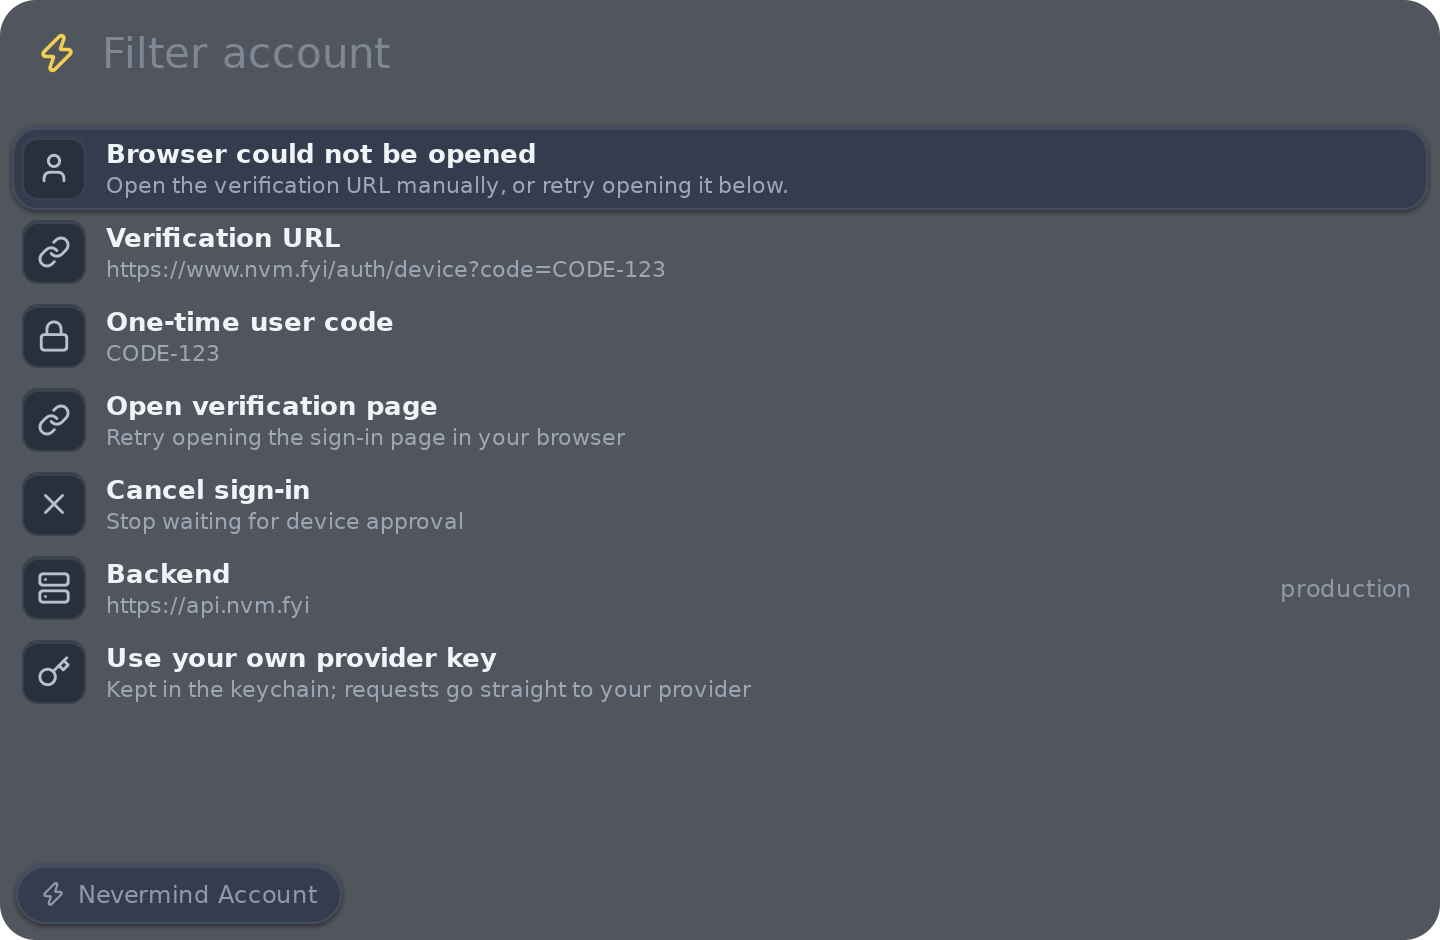 Filter account
Browser could not be opened
Open the verification URL manually, or retry opening it below.
Verification URL
https://www.nvm.fyi/auth/device?code=CODE-123
One-time user code
CODE-123
Open verification page
Retry opening the sign-in page in your browser
Cancel sign-in
Stop waiting for device approval
Backend
https://api.nvm.fyi
production
Use your own provider key
Kept in the keychain; requests go straight to your provider
Nevermind Account